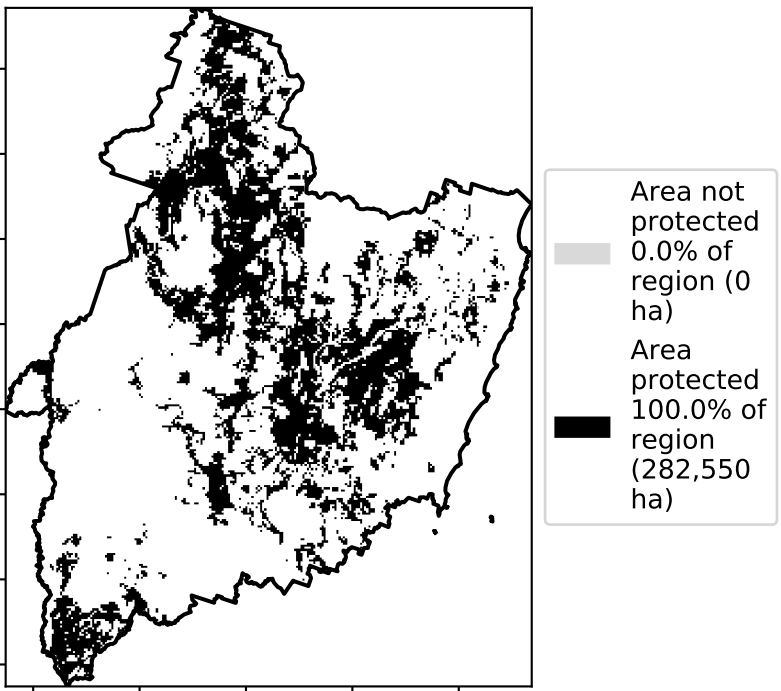 Area not
protected
0.0% of
region (0
ha)
Area
protected
100.0% of
region
(282,550
ha)